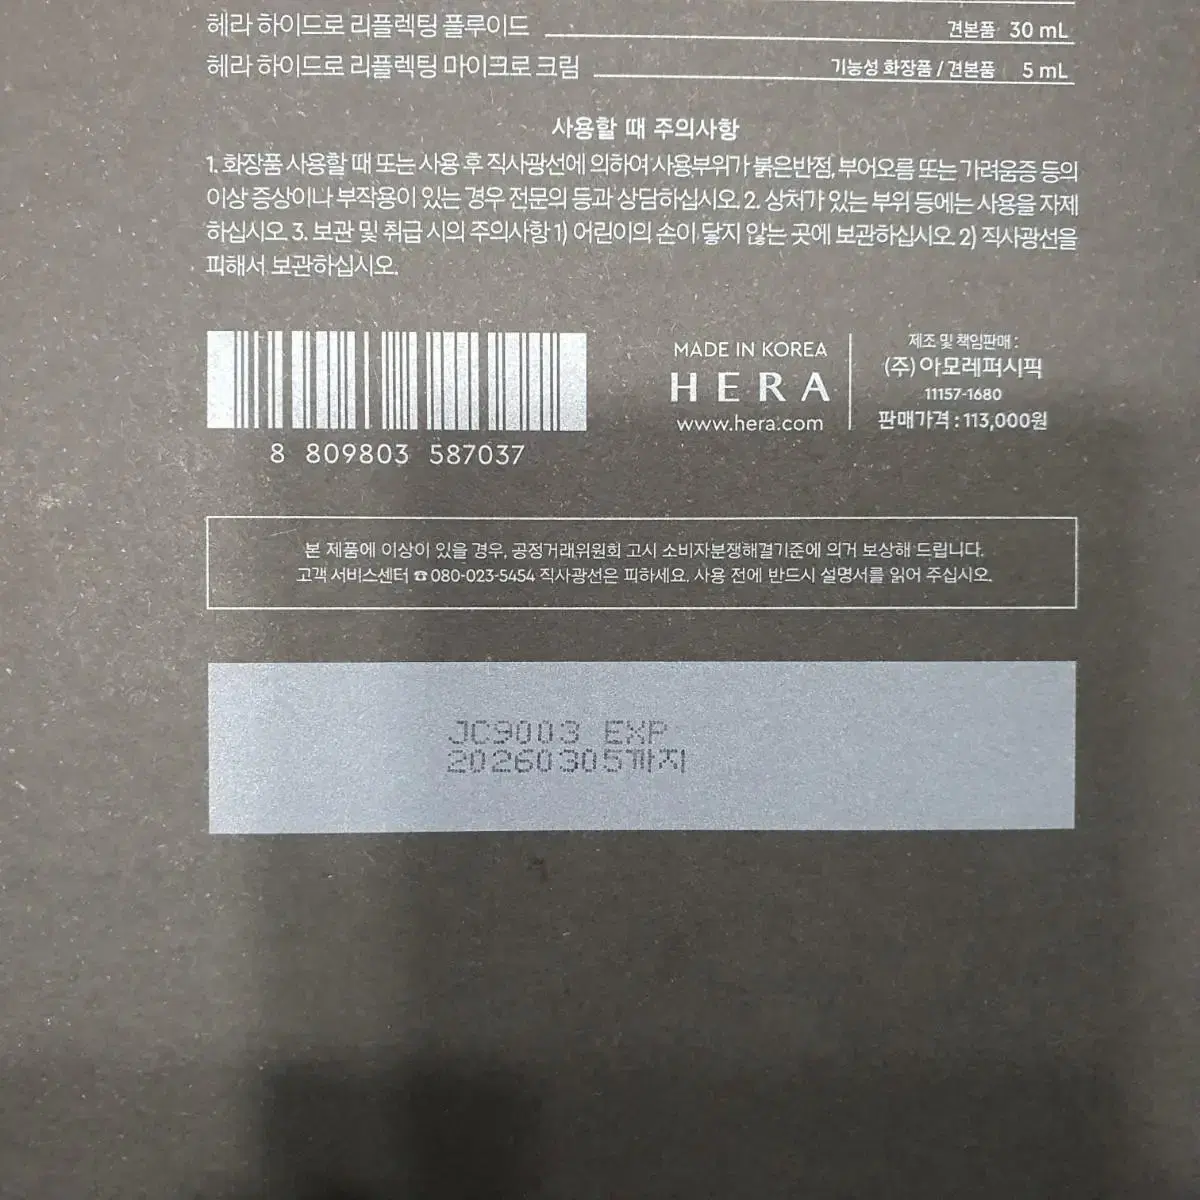 헤라 하이드로 리플렉팅 플루이드 견본품 30 mL
헤라 하이드로 리플렉팅 마이크로 크림 기능성 화장품 / 견본품 5 mL
사용할 때 주의사항
1. 화장품 사용할 때 또는 사용 후 직사광선에 의하여 사용부위가 붉은반점, 부어오름 또는 가려움증 등의
이상 증상이나 부작용이 있는 경우 전문의 등과 상담하십시오. 2. 상처가 있는 부위 등에는 사용을 자제
하십시오. 3. 보관 및 취급 시의 주의사항 1) 어린이의 손이 닿지 않는 곳에 보관하십시오. 2) 직사광선을
피해서 보관하십시오.
8 809803 587037
MADE IN KOREA
HERA
www.hera.com
제조 및 책임판매 :
(주) 아모레퍼시픽
11157-1680
판매가격 : 113,000원
본 제품에 이상이 있을 경우, 공정거래위원회 고시 소비자분쟁해결기준에 의거 보상해 드립니다.
고객 서비스센터 ☎ 080-023-5454 직사광선은 피하세요. 사용 전에 반드시 설명서를 읽어 주십시오.
JC9003 EXP
20260305까지